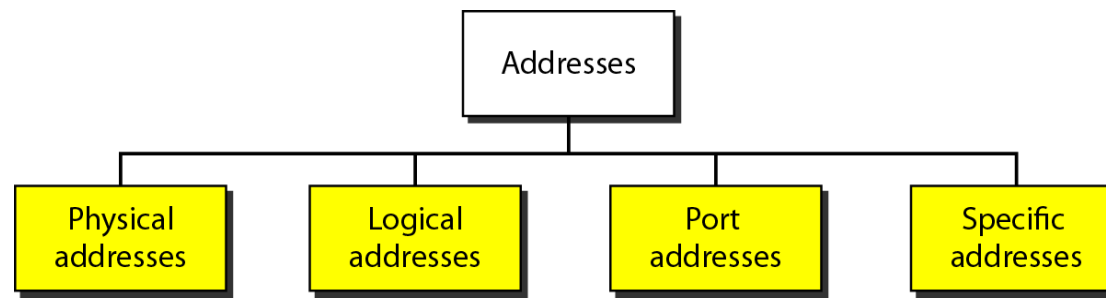 Addresses
Physical
addresses
Logical
addresses
Port
addresses
Specific
addresses